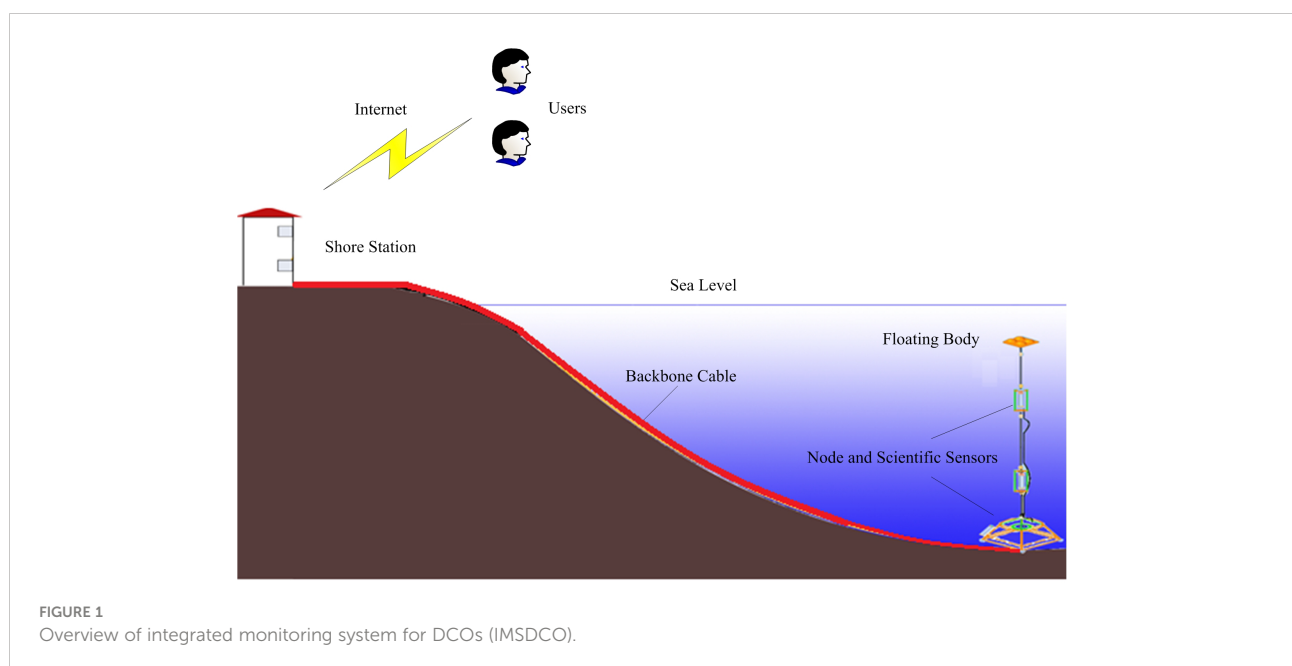 Internet
Users
Shore Station
Sea Level
Floating Body
Backbone Cable
Node and Scientific Sensors
FIGURE 1
Overview of integrated monitoring system for DCOs (IMSDCO).